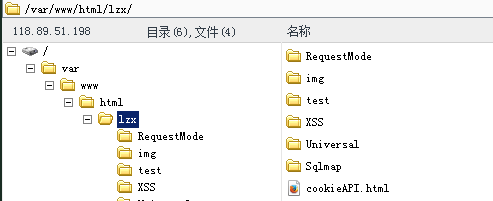 /var/www/html/lzx/
118.89.51.198 目录(6),文件(4) 名称
/
var
www
html
lzx
RequestMode
img
test
XSS
RequestMode
img
test
XSS
Universal
Sqlmap
cookieAPI.html